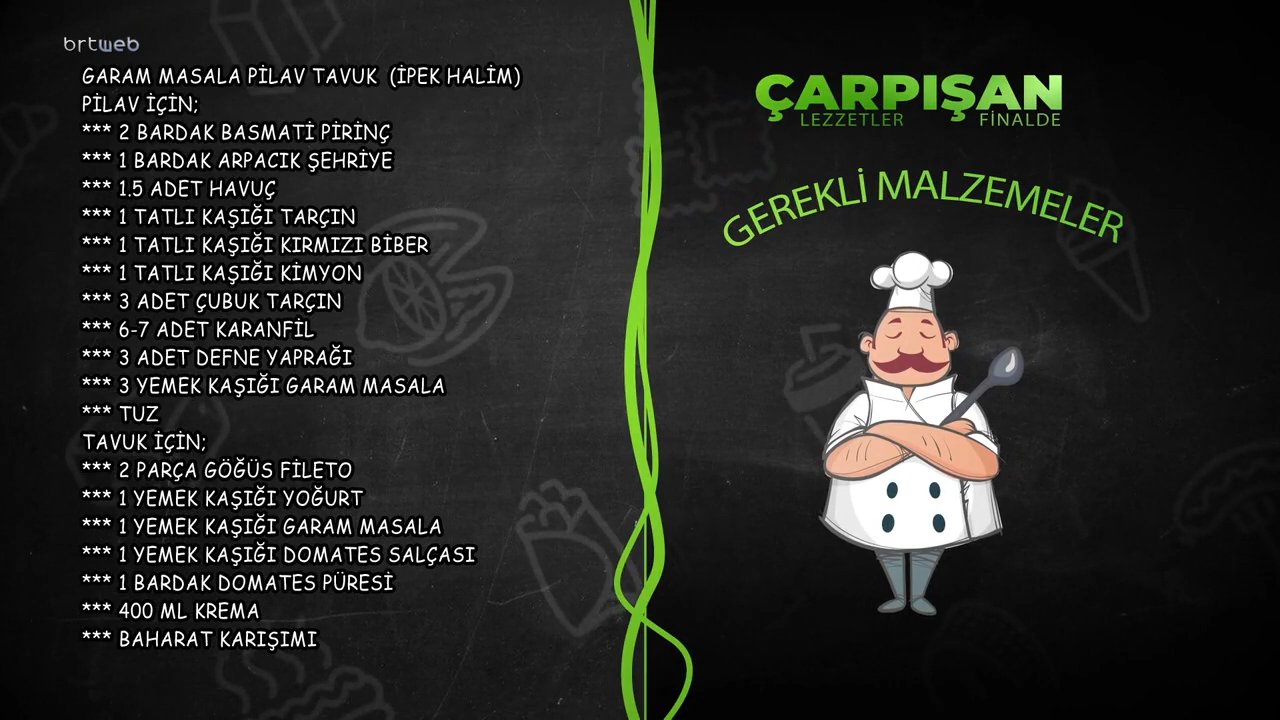 brtweb
GARAM MASALA PİLAV TAVUK (İPEK HALİM)
PİLAV İÇİN;
*** 2 BARDAK BASMATİ PİRİNÇ
*** 1 BARDAK ARPACIK ŞEHRİYE
*** 1.5 ADET HAVUÇ
*** 1 TATLI KAŞIĞI TARÇIN
*** 1 TATLI KAŞIĞI KIRMIZI BİBER
*** 1 TATLI KAŞIĞI KİMYON
*** 3 ADET ÇUBUK TARÇIN
*** 6-7 ADET KARANFİL
*** 3 ADET DEFNE YAPRAĞI
*** 3 YEMEK KAŞIĞI GARAM MASALA
*** TUZ
TAVUK İÇİN;
*** 2 PARÇA GÖĞÜS FİLETO
*** 1 YEMEK KAŞIĞI YOĞURT
*** 1 YEMEK KAŞIĞI GARAM MASALA
*** 1 YEMEK KAŞIĞI DOMATES SALÇASI
*** 1 BARDAK DOMATES PÜRESİ
*** 400 ML KREMA
*** BAHARAT KARIŞIMI
ÇARPIŞAN
LEZZETLER FİNALDE
GEREKLİ MALZEMELER